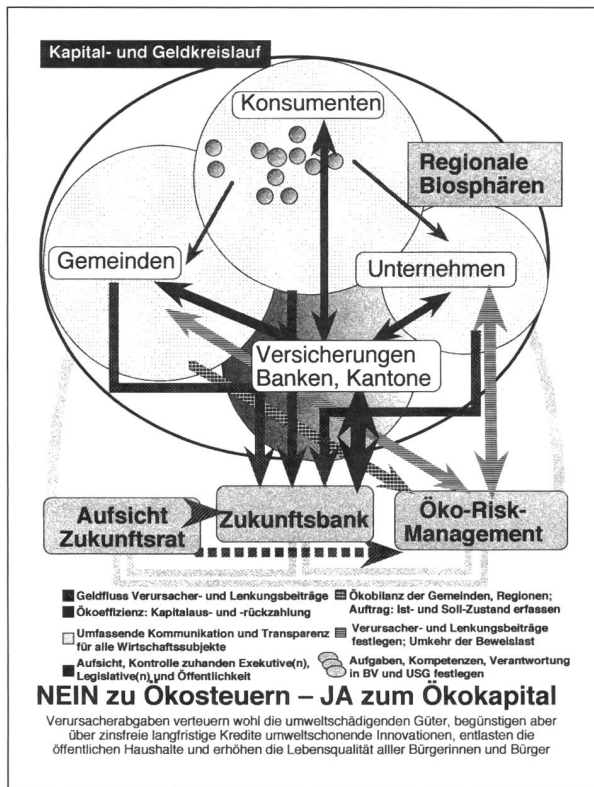 Kapital- und Geldkreislauf
Konsumenten
Regionale
Biosphären
Gemeinden
Unternehmen
Versicherungen
Banken, Kantone
Aufsicht
Zukunftsrat
Zukunftsbank
Öko-Risk-
Management
Geldfluss Verursacher- und Lenkungsbeiträge
Ökoeffizienz: Kapitalaus- und -rückzahlung
Umfassende Kommunikation und Transparenz
für alle Wirtschaftssubjekte
Aufsicht, Kontrolle zuhanden Exekutive(n),
Legislative(n) und Öffentlichkeit
Ökobilanz der Gemeinden, Regionen;
Auftrag: Ist- und Soll-Zustand erfassen
Verursacher- und Lenkungsbeiträge
festlegen; Umkehr der Beweislast
Aufgaben, Kompetenzen, Verantwortung
in BV und USG festlegen
NEIN zu Ökosteuern – JA zum Ökokapital
Verursacherabgaben verteuern wohl die umweltschädigenden Güter, begünstigen aber
über zinsfreie langfristige Kredite umweltschonende Innovationen, entlasten die
öffentlichen Haushalte und erhöhen die Lebensqualität alller Bürgerinnen und Bürger